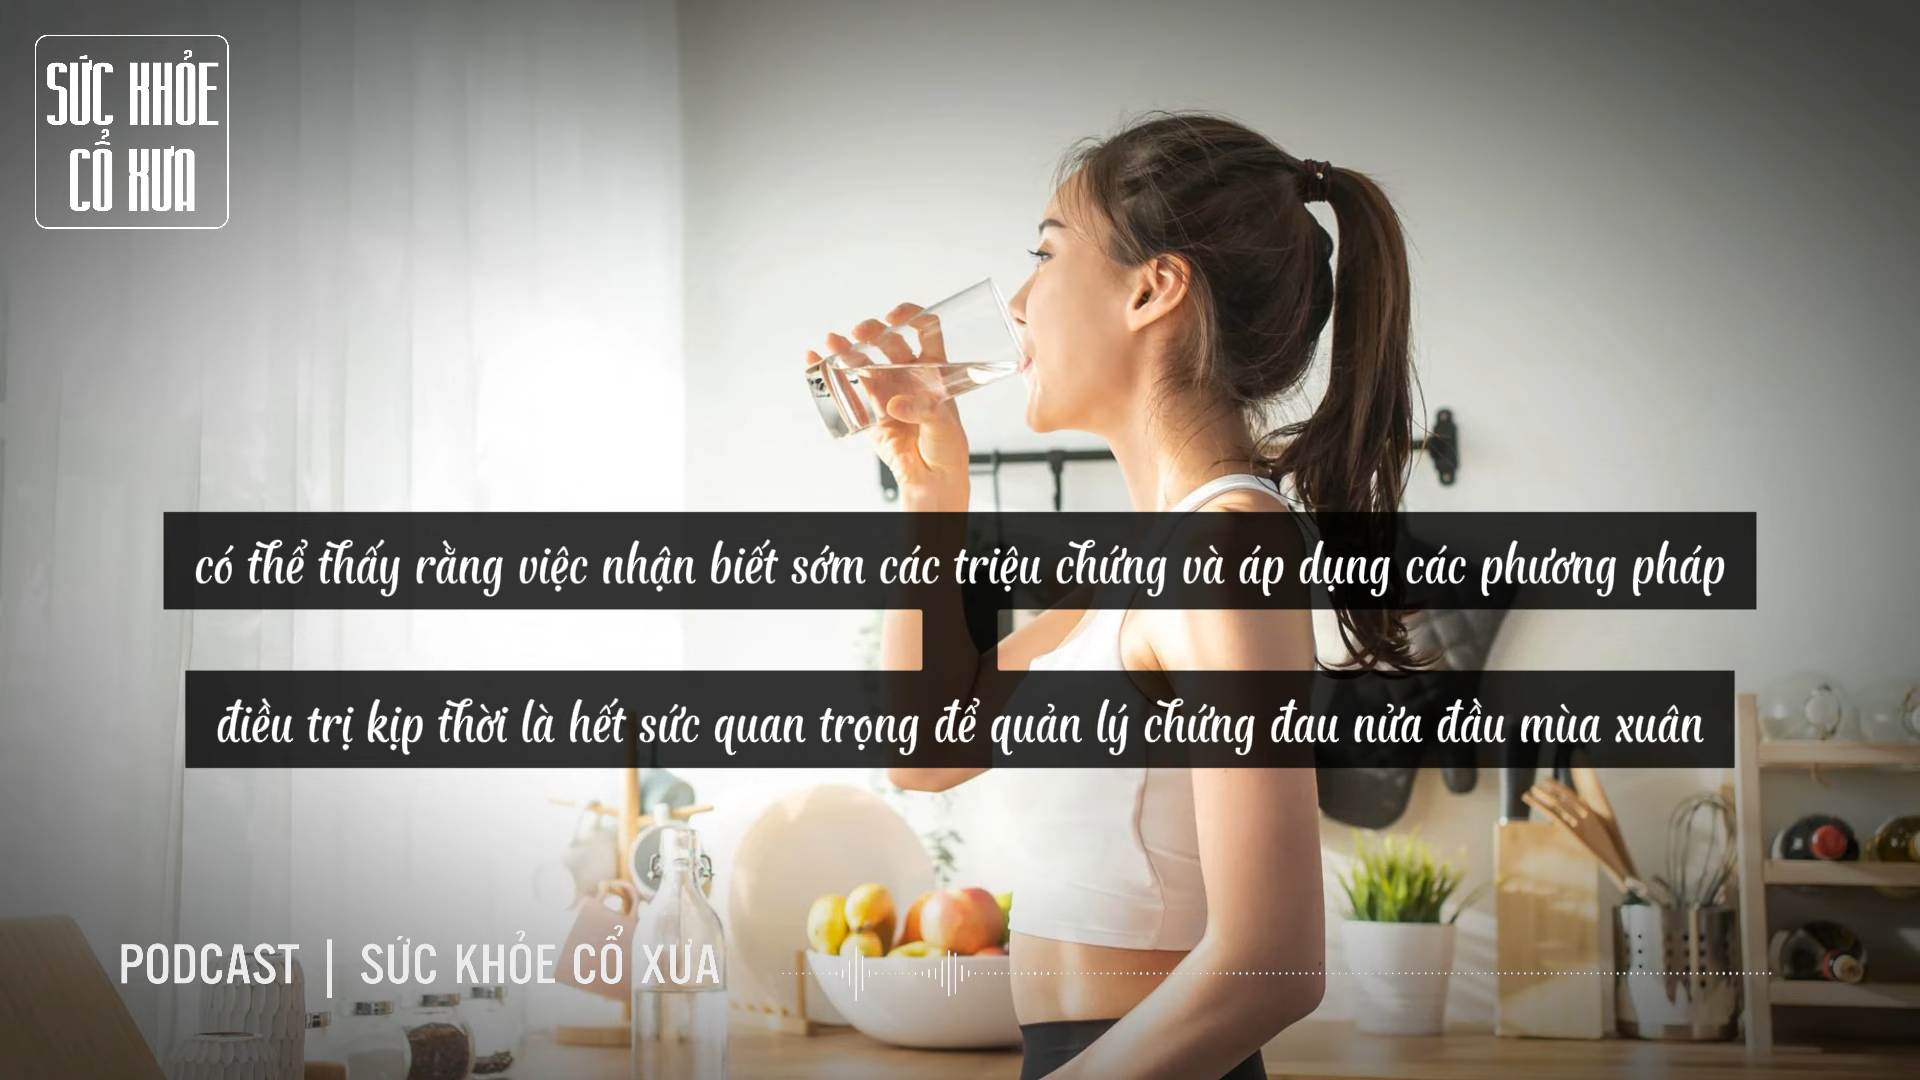 SỨC KHỎE
CỔ XƯA
có thể thấy rằng việc nhận biết sớm các triệu chứng và áp dụng các phương pháp
điều trị kịp thời là hết sức quan trọng để quản lý chứng đau nửa đầu mùa xuân
PODCAST | SỨC KHỎE CỔ XƯA